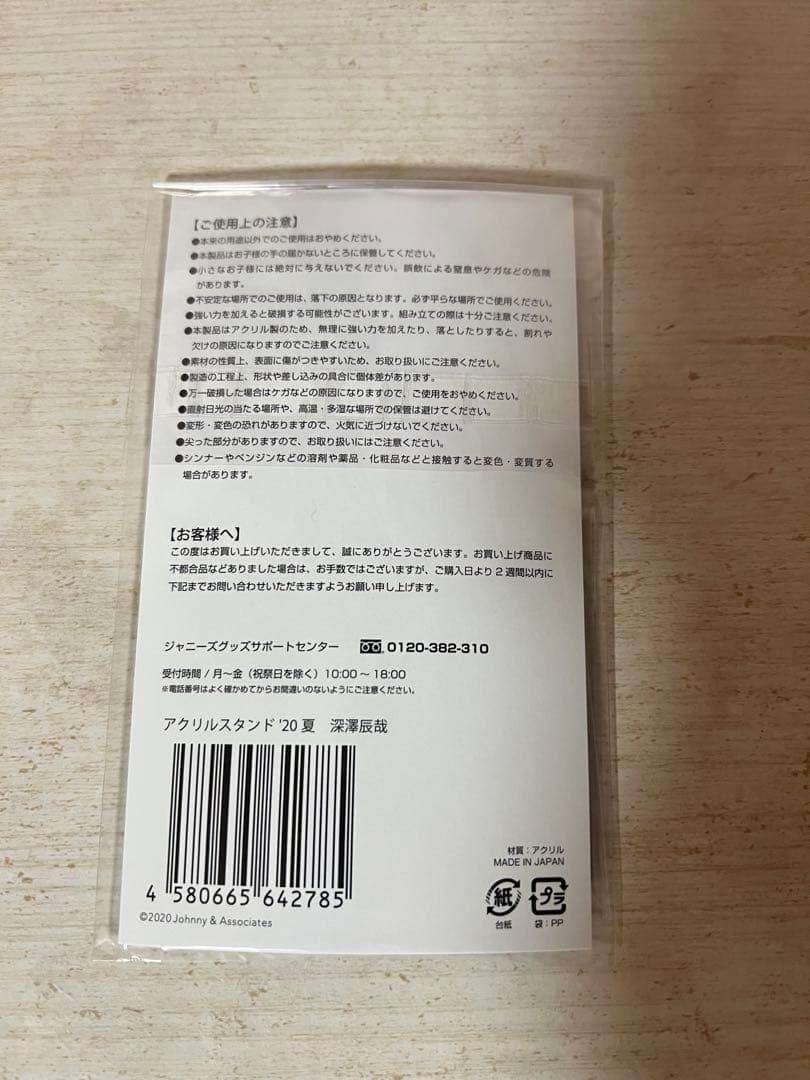 【ご使用上の注意】
●本来の用途以外でのご使用はおやめください。
●本製品はお子様の手の届かないところに保管してください。
●小さなお子様には絶対に与えないでください。誤飲による窒息やケガなどの危険
があります。
●不安定な場所でのご使用は、落下の原因となります。必ず平らな場所でご使用ください。
●強い力を加えると破損する可能性がございます。組み立ての際は十分ご注意ください。
●本製品はアクリル製のため、無理に強い力を加えたり、落としたりすると、割れや
欠けの原因になりますのでご注意ください。
●素材の性質上、表面に傷がつきやすいため、お取り扱いにご注意ください。
●製造の工程上、形状や差し込みの具合に個体差があります。
●万一破損した場合はケガなどの原因になりますので、ご使用をおやめください。
●直射日光の当たる場所や、高温・多湿な場所での保管は避けてください。
●変形・変色の恐れがありますので、火気に近づけないでください。
●尖った部分がありますので、お取り扱いにはご注意ください。
●シンナーやベンジンなどの溶剤や薬品・化粧品などと接触すると変色・変質する
場合があります。
【お客様へ】
この度はお買い上げいただきまして、誠にありがとうございます。お買い上げ商品に
不都合品などありました場合は、お手数ではございますが、ご購入日より2週間以内に
下記までお問い合わせいただきますようお願い申し上げます。
ジャニーズグッズサポートセンター 0120-382-310
受付時間/月〜金（祝祭日を除く）10:00〜18:00
※電話番号はよく確かめてからお間違いのないようにご注意ください。
アクリルスタンド '20 夏 深澤辰哉
4 580665 642785
©2020 Johnny & Associates
材質：アクリル
MADE IN JAPAN
紙 プラ
台紙 袋：PP